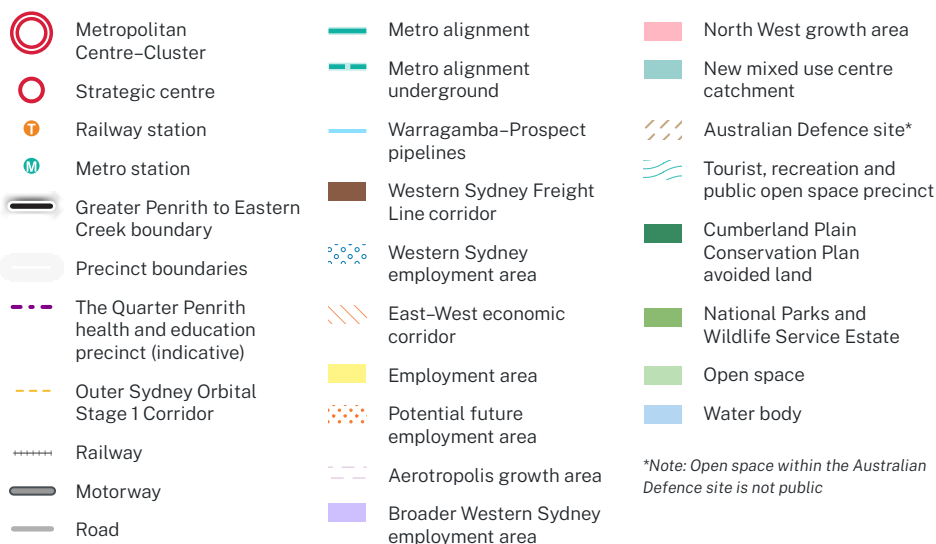 Metropolitan
Centre–Cluster
Strategic centre
T
Railway station
M
Metro station
Greater Penrith to Eastern
Creek boundary
Precinct boundaries
The Quarter Penrith
health and education
precinct (indicative)
Outer Sydney Orbital
Stage 1 Corridor
Railway
Motorway
Road
Metro alignment
Metro alignment
underground
Warragamba–Prospect
pipelines
Western Sydney Freight
Line corridor
Western Sydney
employment area
East–West economic
corridor
Employment area
Potential future
employment area
Aerotropolis growth area
Broader Western Sydney
employment area
North West growth area
New mixed use centre
catchment
Australian Defence site*
Tourist, recreation and
public open space precinct
Cumberland Plain
Conservation Plan
avoided land
National Parks and
Wildlife Service Estate
Open space
Water body
*Note: Open space within the Australian
Defence site is not public